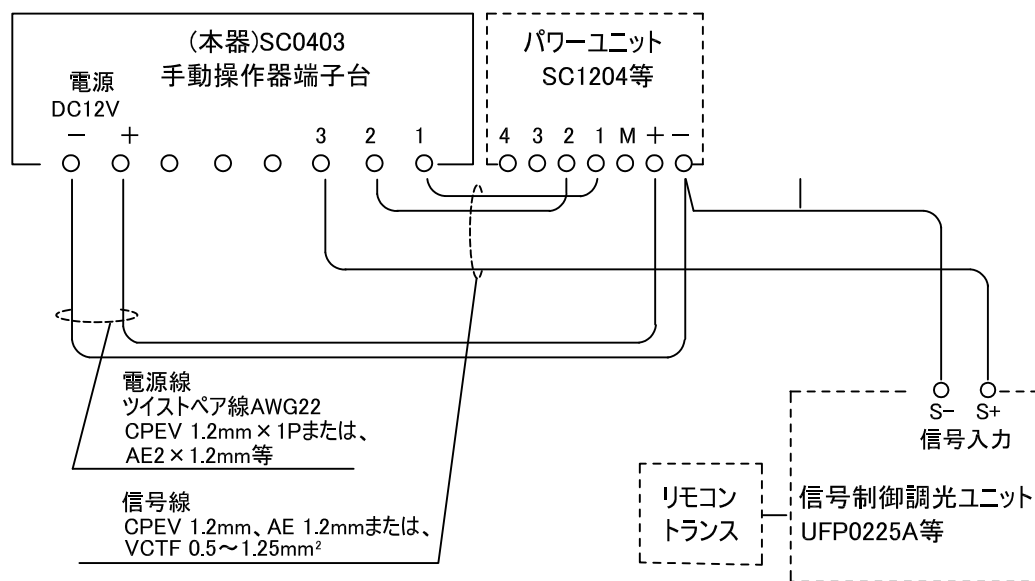 (本器)SC0403
手動操作器端子台
電源
DC12V
－ ＋ 3 2 1
パワーユニット
SC1204等
4 3 2 1 M ＋ －
電源線
ツイストペア線AWG22
CPEV 1.2mm×1Pまたは、
AE2×1.2mm等
信号線
CPEV 1.2mm、AE 1.2mmまたは、
VCTF 0.5～1.25mm²
S- S+
信号入力
リモコン
トランス
信号制御調光ユニット
UFP0225A等